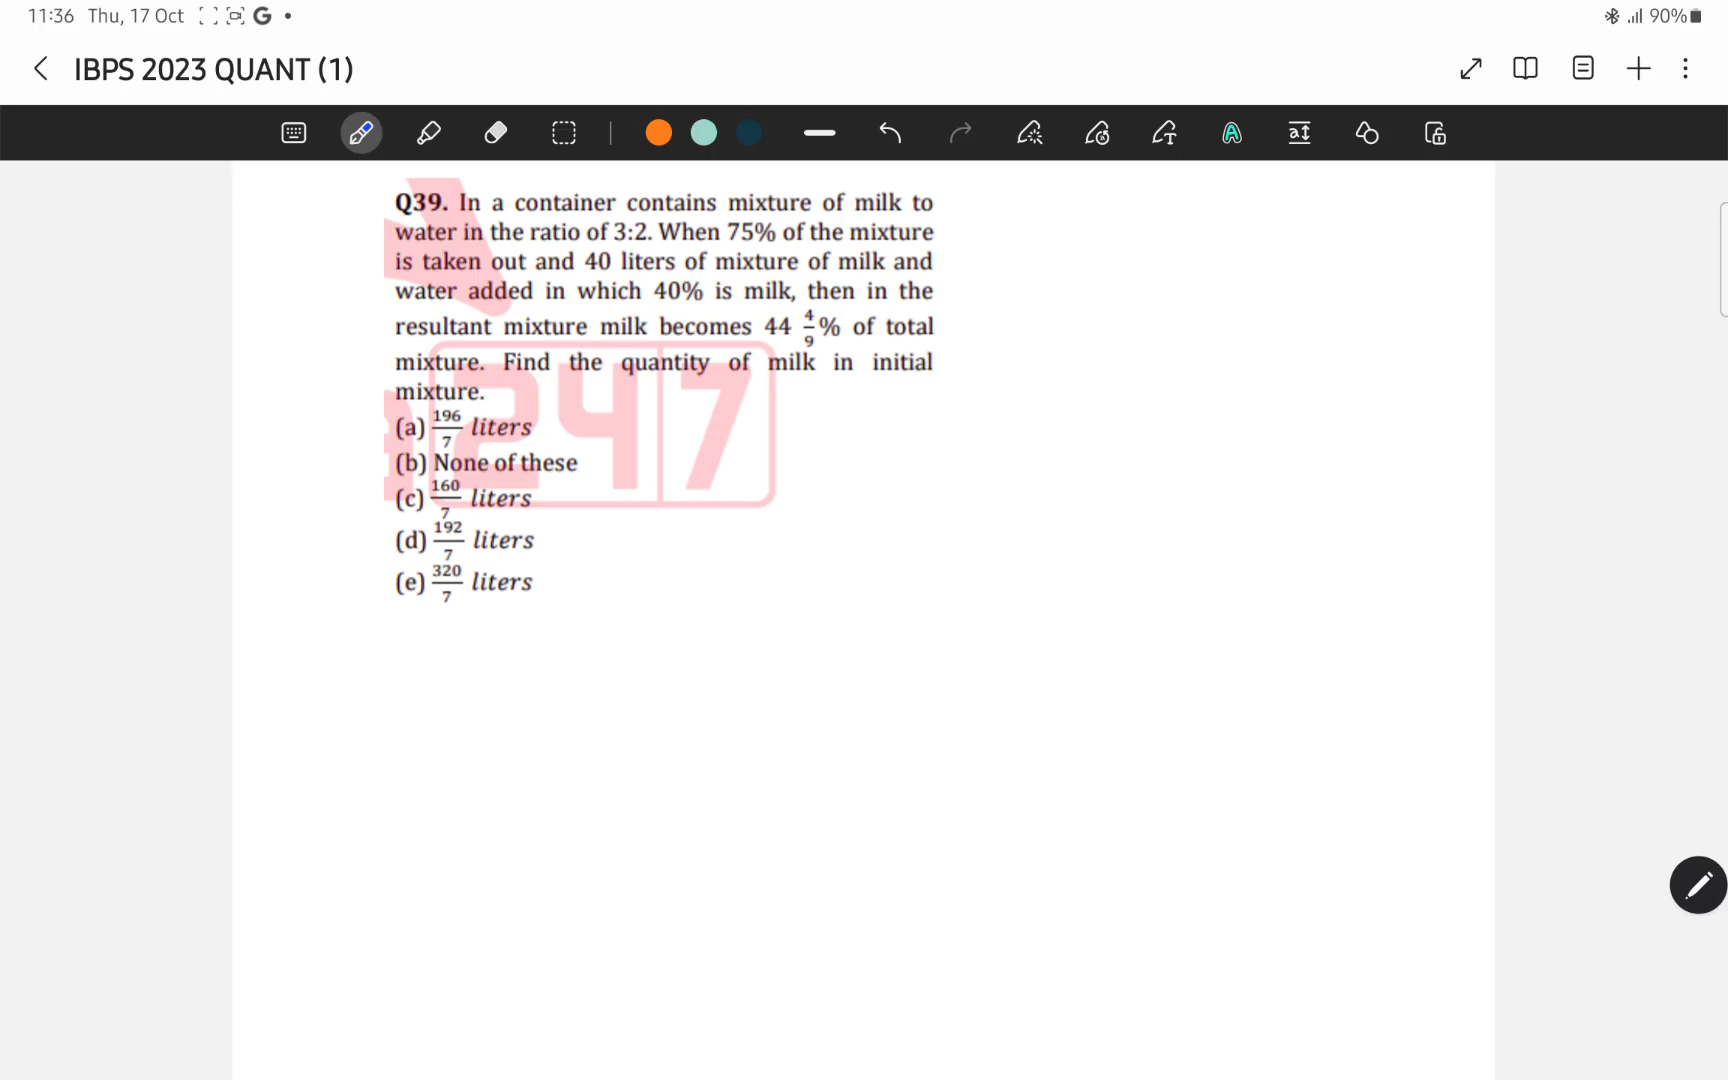 11:36 Thu, 17 Oct G •
90%
IBPS 2023 QUANT (1)
Q39. In a container contains mixture of milk to
water in the ratio of 3:2. When 75% of the mixture
is taken out and 40 liters of mixture of milk and
water added in which 40% is milk, then in the
resultant mixture milk becomes 44 4/9% of total
mixture. Find the quantity of milk in initial
mixture.
(a) 196/7 liters
(b) None of these
(c) 160/7 liters
(d) 192/7 liters
(e) 320/7 liters
247